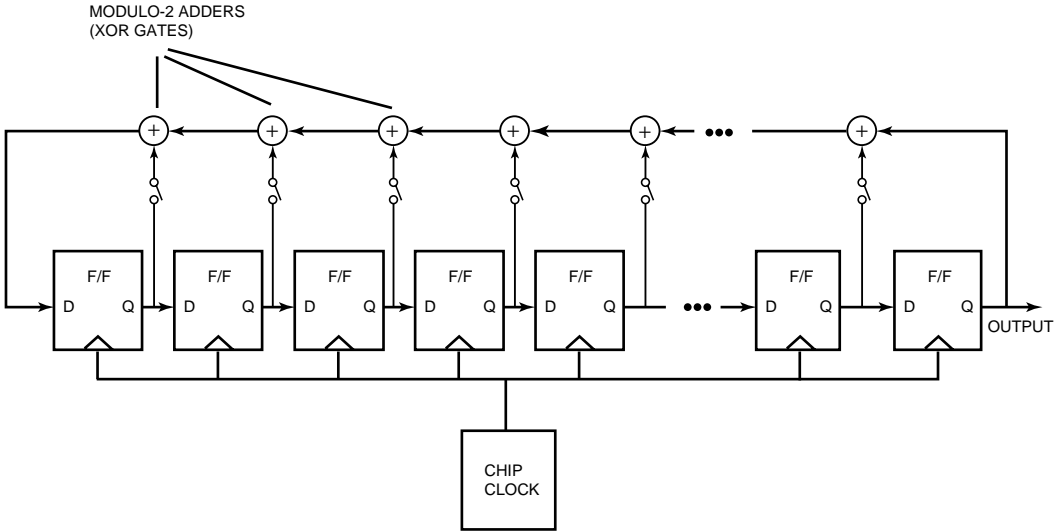 MODULO-2 ADDERS
(XOR GATES)
+ + + + + +
F/F F/F F/F F/F F/F F/F F/F
D Q D Q D Q D Q D Q D Q D Q
OUTPUT
CHIP
CLOCK